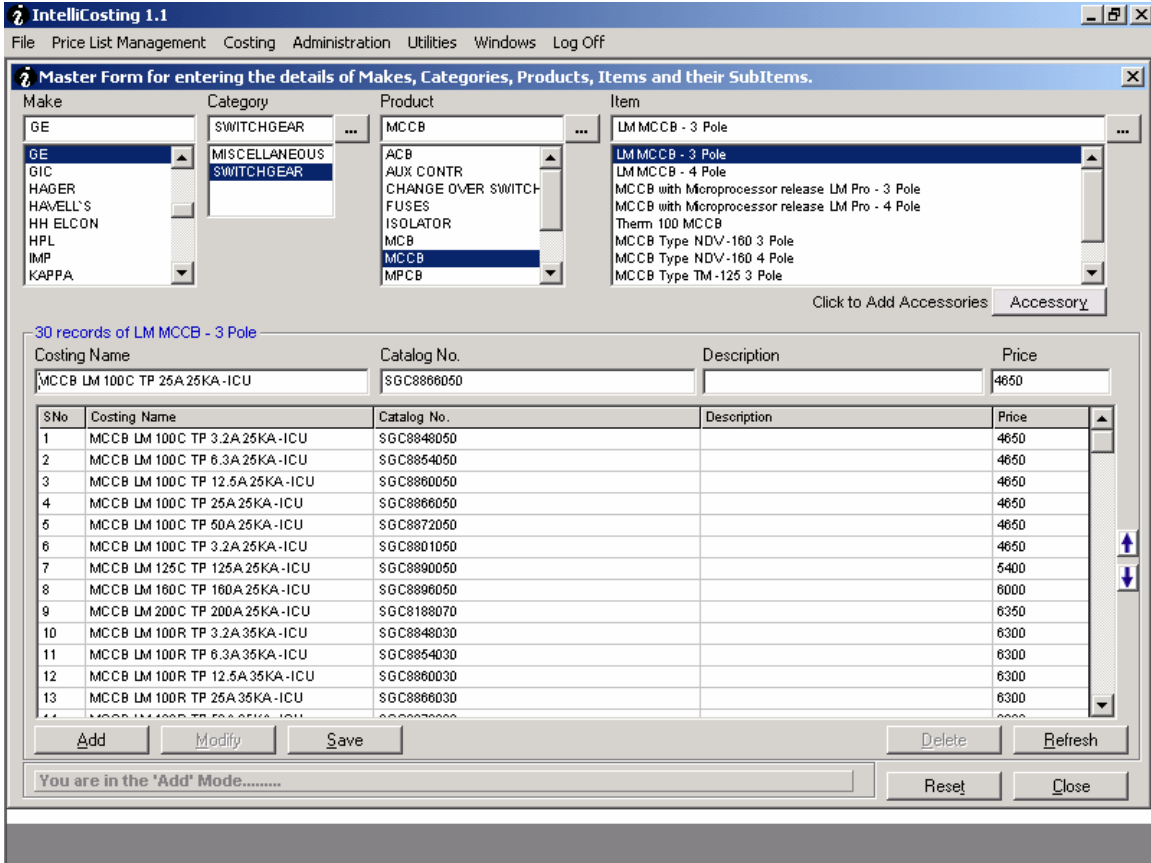 IntelliCosting 1.1
File Price List Management Costing Administration Utilities Windows Log Off
Master Form for entering the details of Makes, Categories, Products, Items and their SubItems.
Make Category Product Item
GE SWITCHGEAR ... MCCB ... LM MCCB - 3 Pole ...
GE MISCELLANEOUS ACB LM MCCB - 3 Pole
GIC SWITCHGEAR AUX CONTR LM MCCB - 4 Pole
HAGER CHANGE OVER SWITCH MCCB with Microprocessor release LM Pro - 3 Pole
HAVELL`S FUSES MCCB with Microprocessor release LM Pro - 4 Pole
HH ELCON ISOLATOR Therm 100 MCCB
HPL MCB MCCB Type NDV-160 3 Pole
IMP MCCB MCCB Type NDV-160 4 Pole
KAPPA MPCB MCCB Type TM-125 3 Pole
Click to Add Accessories Accessory
30 records of LM MCCB - 3 Pole
Costing Name Catalog No. Description Price
MCCB LM 100C TP 25A 25KA-ICU SGC8866050 4650
SNo Costing Name Catalog No. Description Price
1 MCCB LM 100C TP 3.2A 25KA-ICU SGC8848050 4650
2 MCCB LM 100C TP 6.3A 25KA-ICU SGC8854050 4650
3 MCCB LM 100C TP 12.5A 25KA-ICU SGC8860050 4650
4 MCCB LM 100C TP 25A 25KA-ICU SGC8866050 4650
5 MCCB LM 100C TP 50A 25KA-ICU SGC8872050 4650
6 MCCB LM 100C TP 3.2A 25KA-ICU SGC8801050 4650
7 MCCB LM 125C TP 125A 25KA-ICU SGC8890050 5400
8 MCCB LM 160C TP 160A 25KA-ICU SGC8896050 6000
9 MCCB LM 200C TP 200A 25KA-ICU SGC8188070 6350
10 MCCB LM 100R TP 3.2A 35KA-ICU SGC8848030 6300
11 MCCB LM 100R TP 6.3A 35KA-ICU SGC8854030 6300
12 MCCB LM 100R TP 12.5A 35KA-ICU SGC8860030 6300
13 MCCB LM 100R TP 25A 35KA-ICU SGC8866030 6300
Add Modify Save Delete Refresh
You are in the 'Add' Mode.........
Reset Close